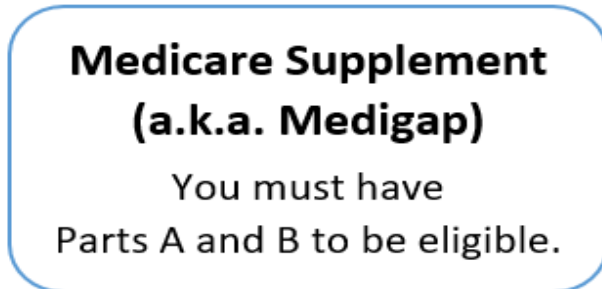 Medicare Supplement
(a.k.a. Medigap)
You must have
Parts A and B to be eligible.